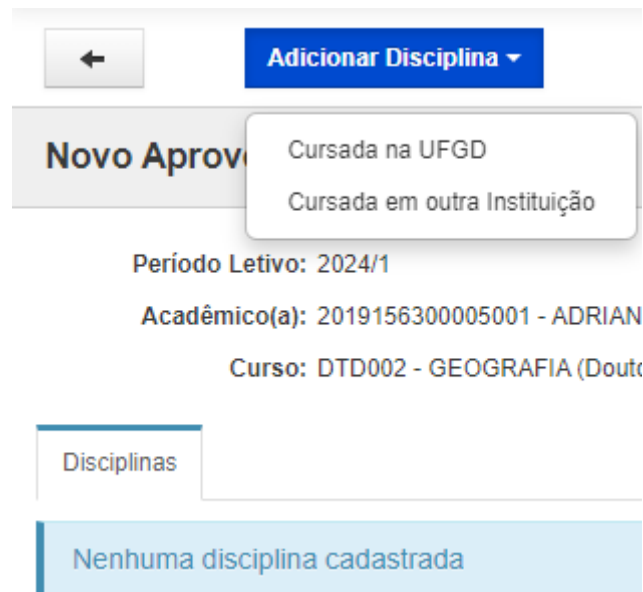 Adicionar Disciplina
Cursada na UFGD
Cursada em outra Instituição
Novo
Período Letivo: 2024/1
Acadêmico(a): 2019156300005001 - ADRIAN
Curso: DTD002 - GEOGRAFIA (Douto
Disciplinas
Nenhuma disciplina cadastrada